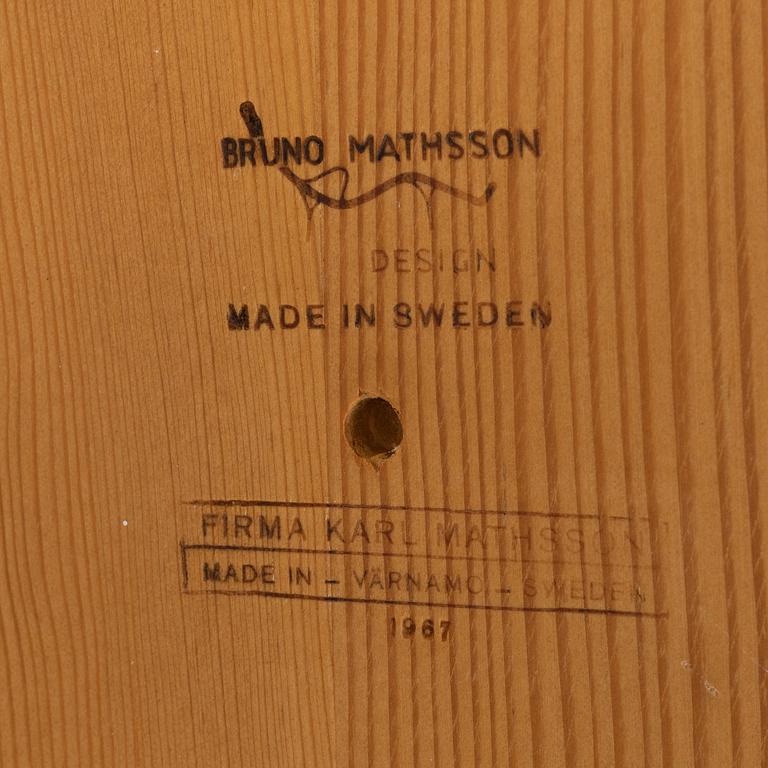 BRUNO MATHSSON
DESIGN
MADE IN SWEDEN
FIRMA KARL MATHSSON
MADE IN – VÄRNAMO – SWEDEN
1967